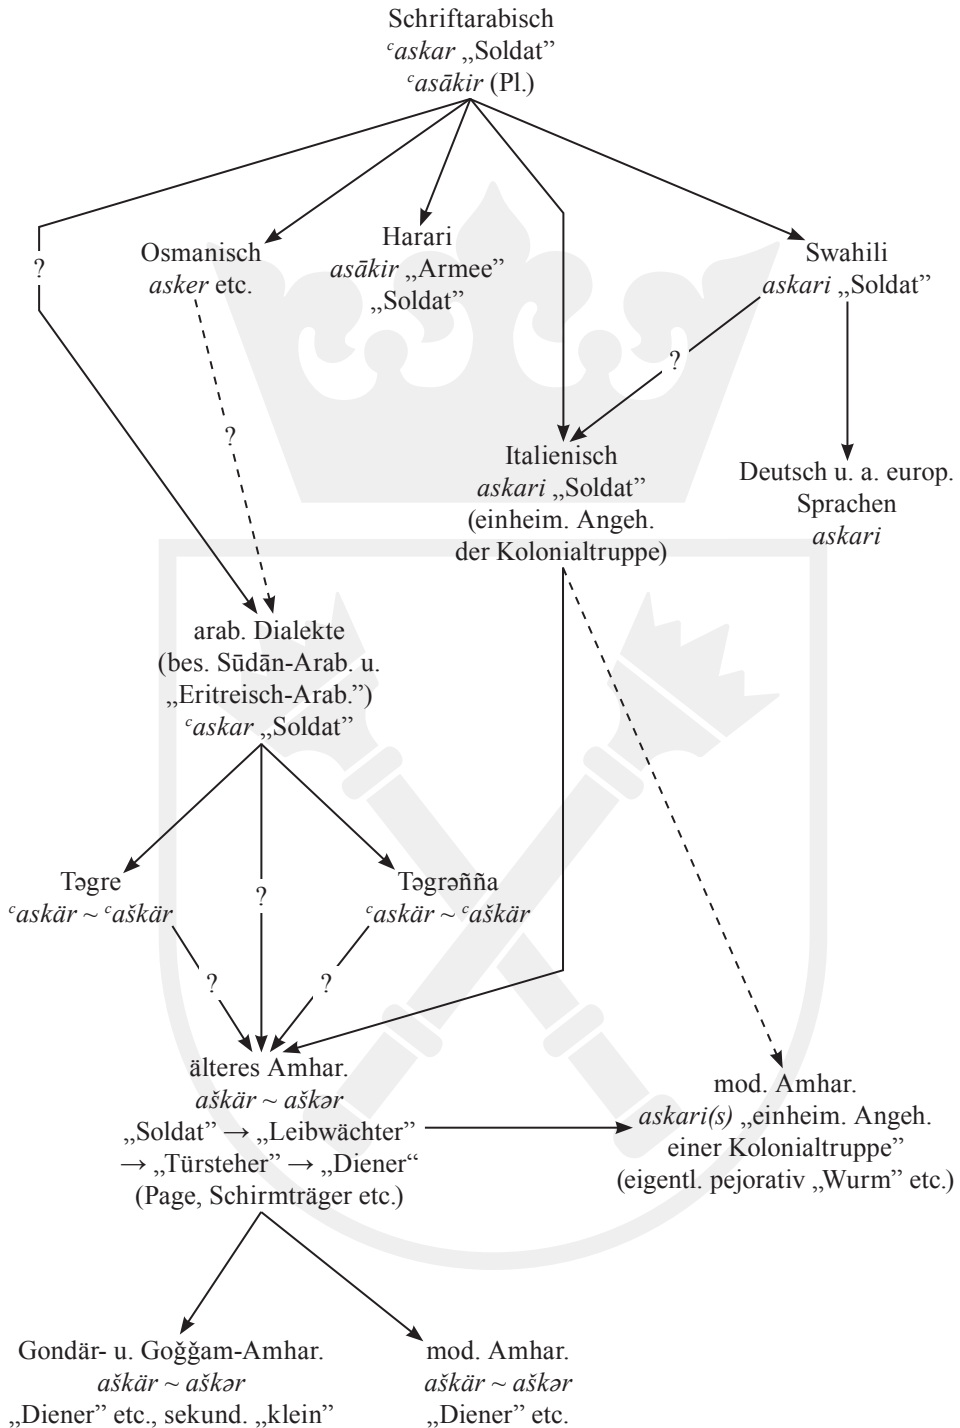 Schriftarabisch
ᶜaskar „Soldat”
ᶜasākir (Pl.)
?
Osmanisch
asker etc.
Harari
asākir „Armee”
„Soldat”
Swahili
askari „Soldat”
?
?
Italienisch
askari „Soldat”
(einheim. Angeh.
der Kolonialtruppe)
Deutsch u. a. europ.
Sprachen
askari
arab. Dialekte
(bes. Sūdān-Arab. u.
„Eritreisch-Arab.”)
ᶜaskar „Soldat”
Təgre
ᶜaskär ~ ᶜaškär
?
Təgrəñña
ᶜaskär ~ ᶜaškär
?
?
älteres Amhar.
aškär ~ aškər
„Soldat” → „Leibwächter”
→ „Türsteher” → „Diener“
(Page, Schirmträger etc.)
mod. Amhar.
askari(s) „einheim. Angeh.
einer Kolonialtruppe”
(eigentl. pejorativ „Wurm” etc.)
Gondär- u. Goǧǧam-Amhar.
aškär ~ aškər
„Diener” etc., sekund. „klein”
mod. Amhar.
aškär ~ aškər
„Diener” etc.